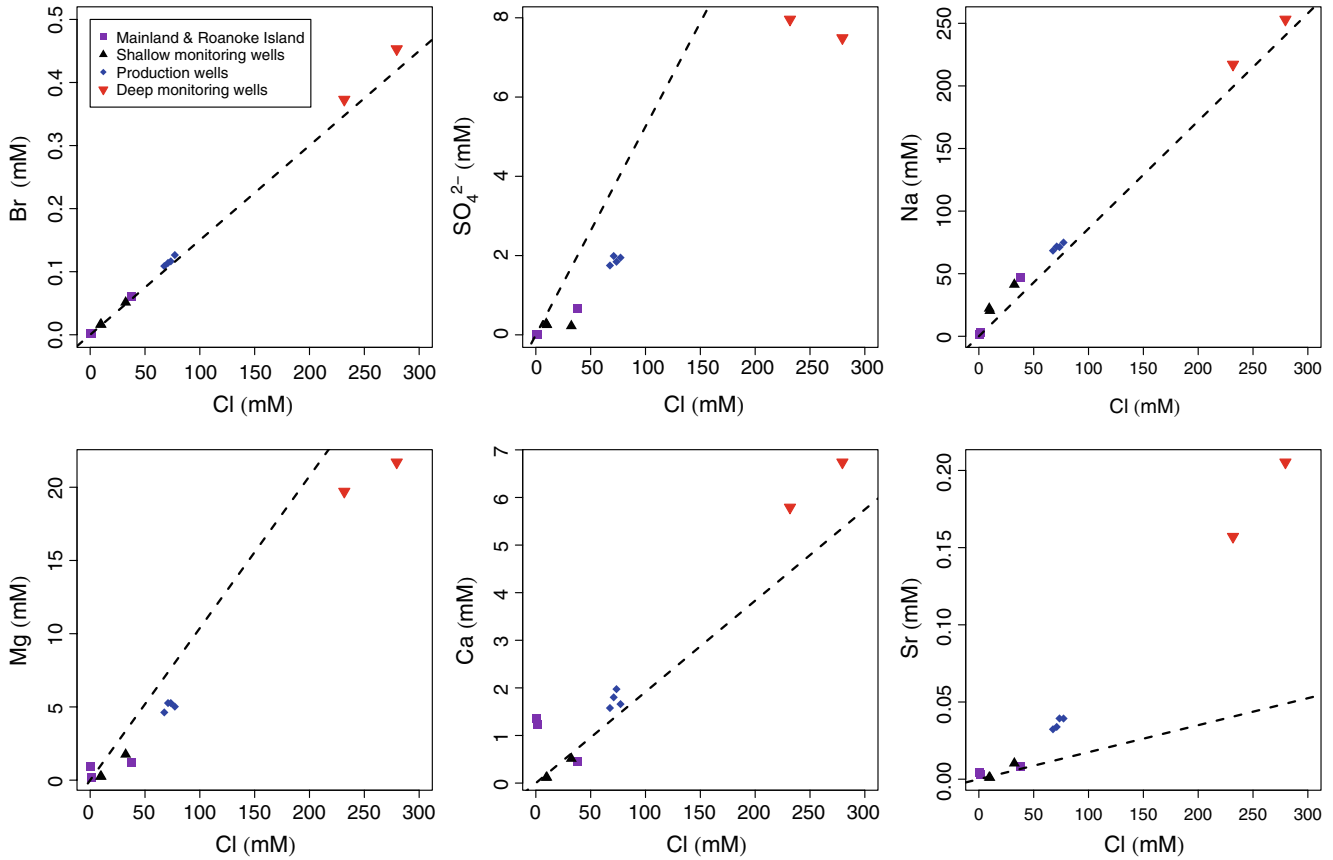 Br (mM)
0.0 0.1 0.2 0.3 0.4 0.5
Mainland & Roanoke Island
Shallow monitoring wells
Production wells
Deep monitoring wells
0 50 100 150 200 250 300
Cl (mM)
SO₄²⁻ (mM)
0 2 4 6 8
0 50 100 150 200 250 300
Cl (mM)
Na (mM)
0 50 100 150 200 250
0 50 100 150 200 250 300
Cl (mM)
Mg (mM)
0 5 10 15 20
0 50 100 150 200 250 300
Cl (mM)
Ca (mM)
0 1 2 3 4 5 6 7
0 50 100 150 200 250 300
Cl (mM)
Sr (mM)
0.00 0.05 0.10 0.15 0.20
0 50 100 150 200 250 300
Cl (mM)